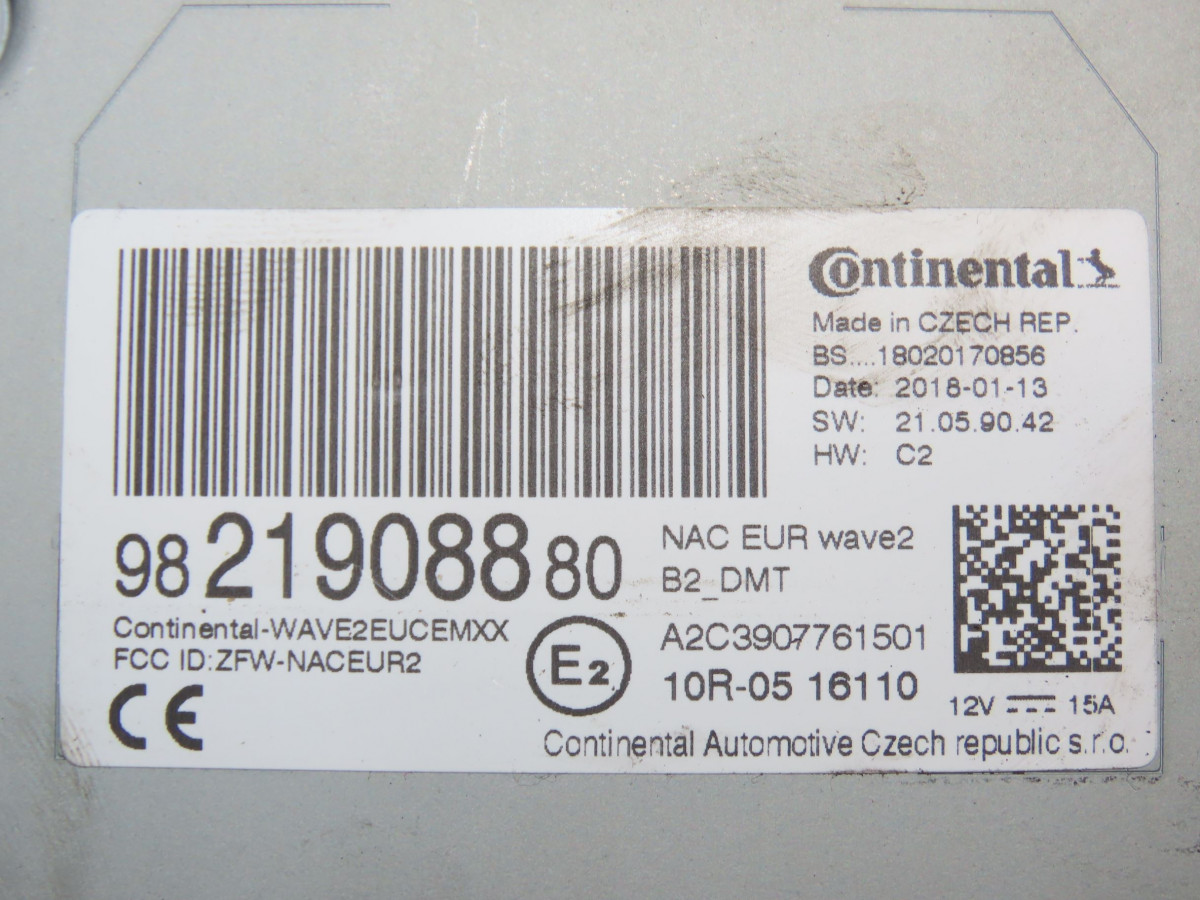 Continental
Made in CZECH REP.
BS....18020170856
Date: 2018-01-13
SW: 21.05.90.42
HW: C2
98 219088 80
NAC EUR wave2
B2_DMT
Continental-WAVE2EUCEMXX
FCC ID:ZFW-NACEUR2
E2
A2C3907761501
10R-05 16110
CE
12V 15A
Continental Automotive Czech republic s.r.o.